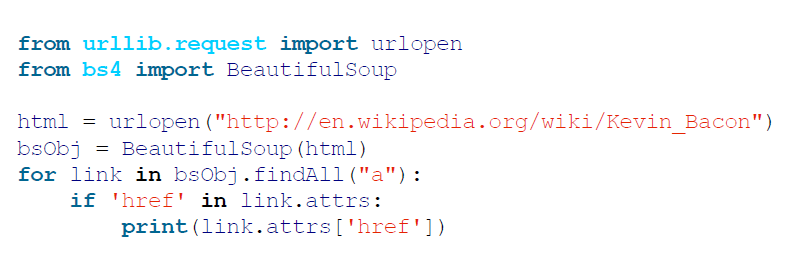 from urllib.request import urlopen
from bs4 import BeautifulSoup
html = urlopen("http://en.wikipedia.org/wiki/Kevin_Bacon")
bsObj = BeautifulSoup(html)
for link in bsObj.findAll("a"):
    if 'href' in link.attrs:
        print(link.attrs['href'])